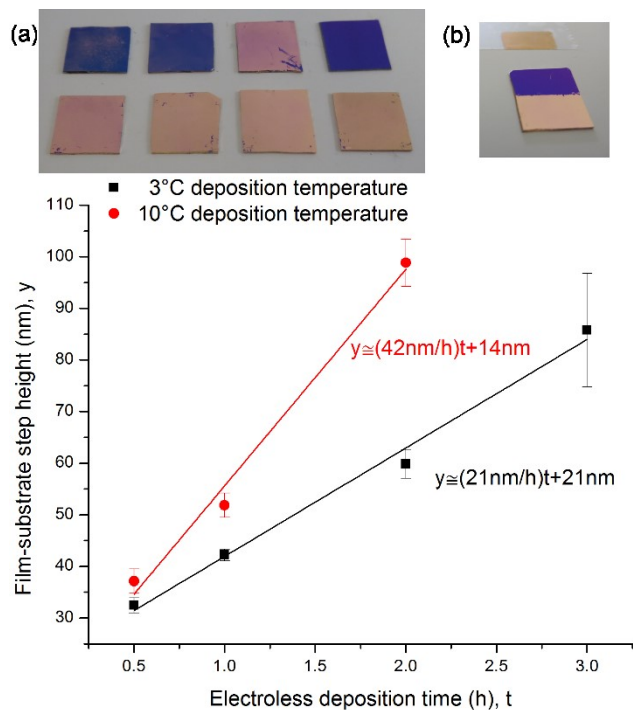 (a)
(b)
3°C deposition temperature
10°C deposition temperature
110
100
90
80
70
60
50
40
30
Film-substrate step height (nm), y
y≅(42nm/h)t+14nm
y≅(21nm/h)t+21nm
0.5
1.0
1.5
2.0
2.5
3.0
Electroless deposition time (h), t